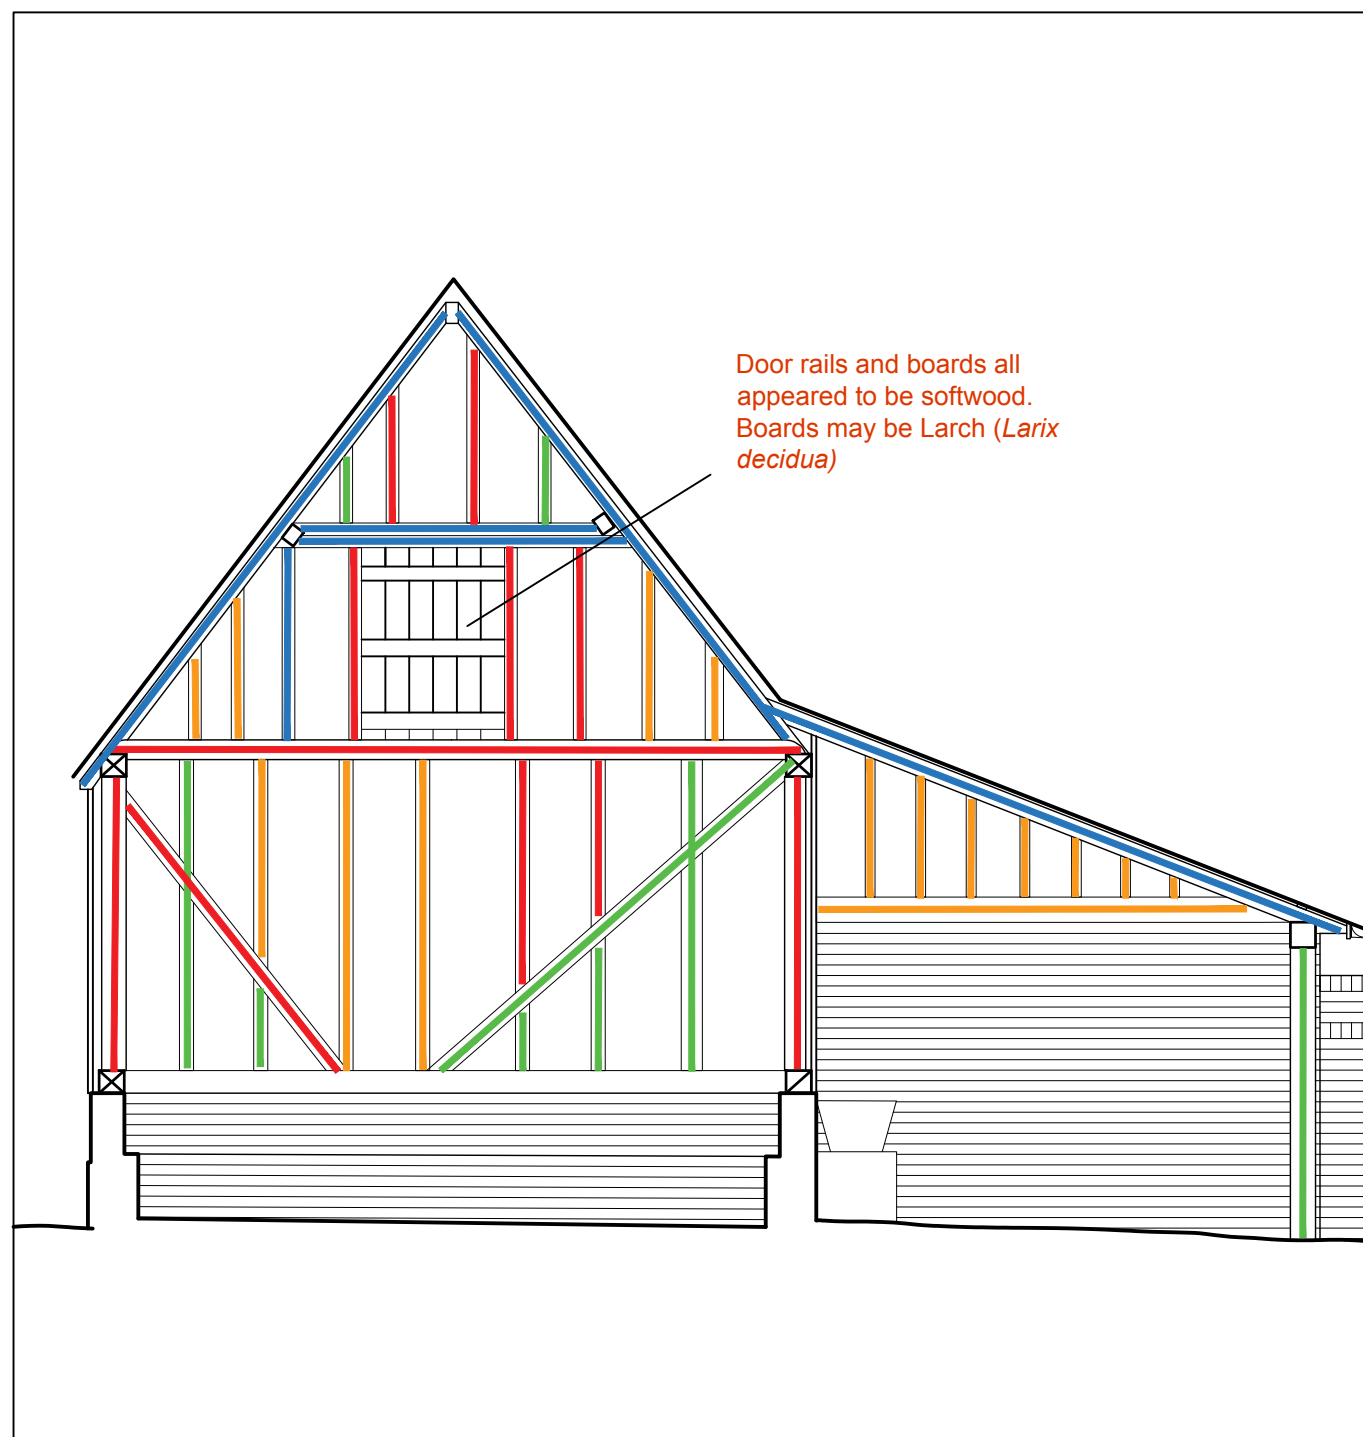 Door rails and boards all
appeared to be softwood.
Boards may be Larch (Larix
decidua)